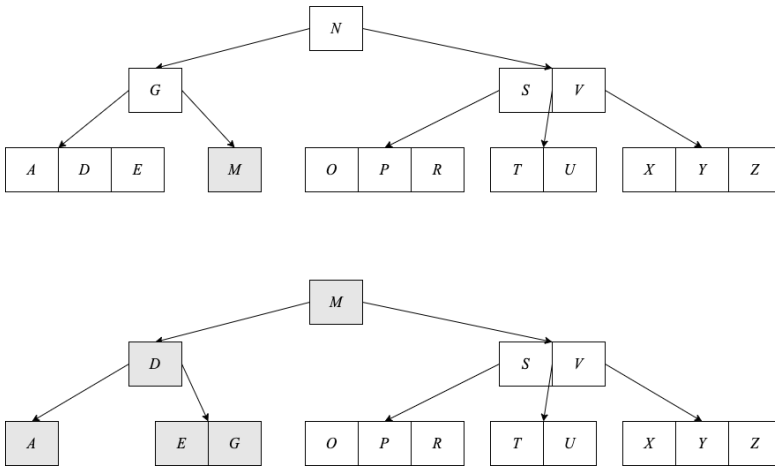 N
G S V
A D E M O P R T U X Y Z
M
D S V
A E G O P R T U X Y Z